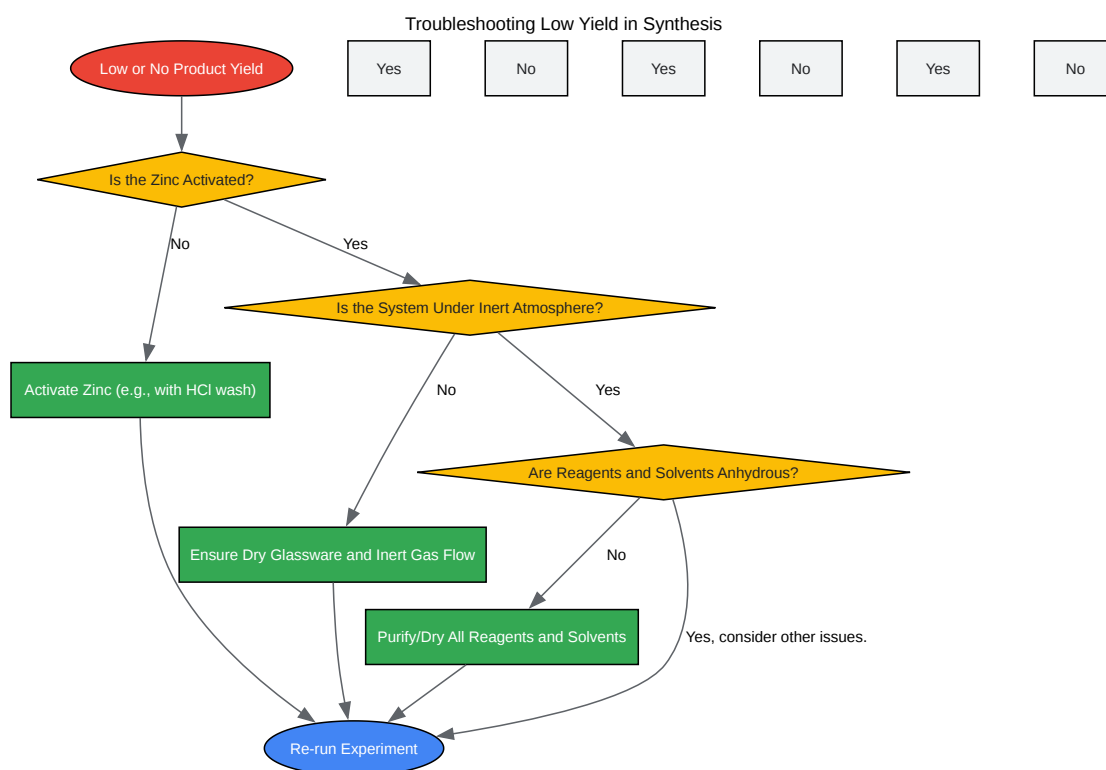 Troubleshooting Low Yield in Synthesis
Low or No Product Yield
Yes
No
Yes
No
Yes
No
Is the Zinc Activated?
No
Yes
Is the System Under Inert Atmosphere?
Activate Zinc (e.g., with HCl wash)
No
Yes
Are Reagents and Solvents Anhydrous?
Ensure Dry Glassware and Inert Gas Flow
No
Purify/Dry All Reagents and Solvents
Yes, consider other issues.
Re-run Experiment